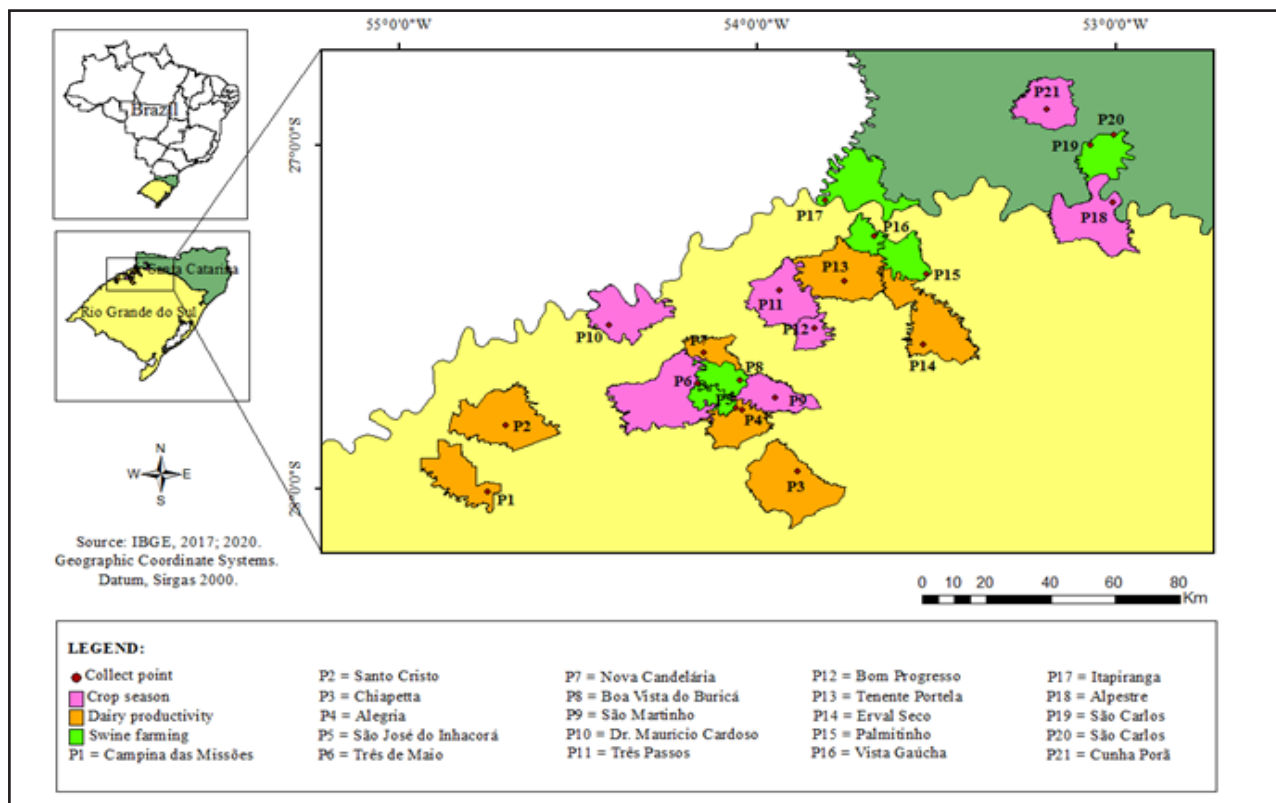 55°0'0"W
54°0'0"W
53°0'0"W
27°0'0"S
28°0'0"S
Brazil
Santa Catarina
Rio Grande do Sul
N
W E
S
Source: IBGE, 2017; 2020.
Geographic Coordinate Systems.
Datum, Sirgas 2000.
P21
P20
P19
P18
P17
P16
P15
P13
P11
P12
P14
P10
P7
P8
P6
P9
P5
P4
P2
P3
P1
0 10 20 40 60 80
Km
LEGEND:
Collect point
Crop season
Dairy productivity
Swine farming
P1 = Campina das Missões
P2 = Santo Cristo
P3 = Chiapetta
P4 = Alegria
P5 = São José do Inhacorá
P6 = Três de Maio
P7 = Nova Candelária
P8 = Boa Vista do Buricá
P9 = São Martinho
P10 = Dr. Mauricio Cardoso
P11 = Três Passos
P12 = Bom Progresso
P13 = Tenente Portela
P14 = Erval Seco
P15 = Palmitinho
P16 = Vista Gaúcha
P17 = Itapiranga
P18 = Alpestre
P19 = São Carlos
P20 = São Carlos
P21 = Cunha Porã